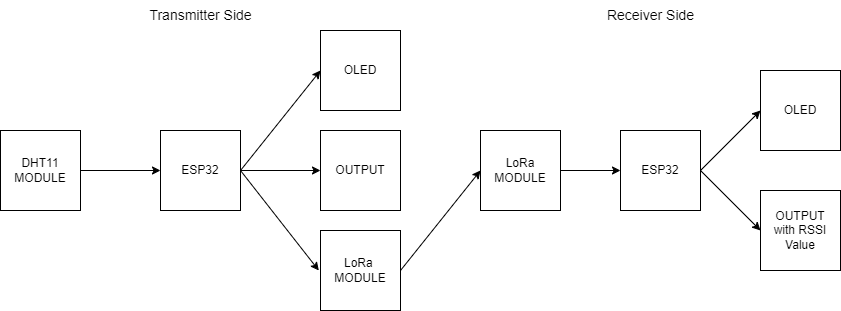 Transmitter Side
Receiver Side
OLED
DHT11
MODULE
ESP32
OUTPUT
LoRa
MODULE
LoRa
MODULE
ESP32
OLED
OUTPUT
with RSSI
Value